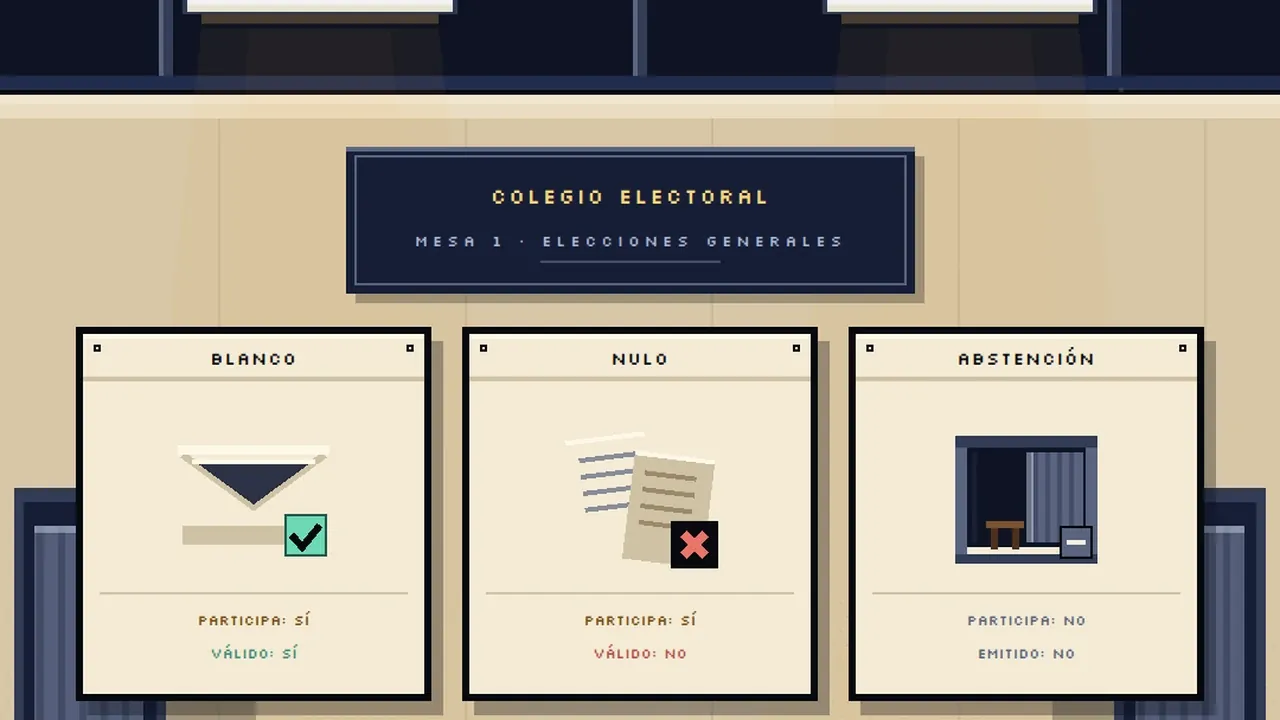 COLEGIO ELECTORAL
MESA 1 · ELECCIONES GENERALES
BLANCO
PARTICIPA: SÍ
VÁLIDO: SÍ
NULO
PARTICIPA: SÍ
VÁLIDO: NO
ABSTENCIÓN
PARTICIPA: NO
EMITIDO: NO